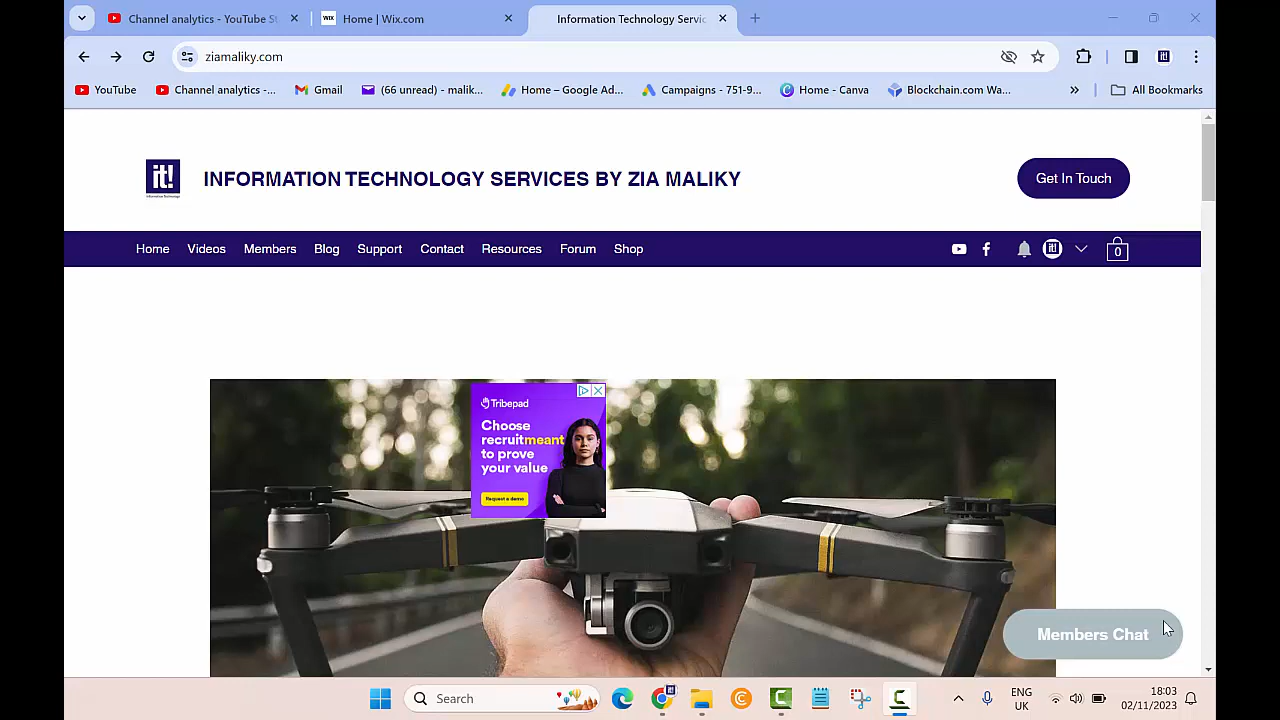 Channel analytics - YouTube St
WIX
Home | Wix.com
Information Technology Servic
ziamaliky.com
YouTube
Channel analytics -...
Gmail
(66 unread) - malik...
Home – Google Ad...
Campaigns - 751-9...
Home - Canva
Blockchain.com Wa...
All Bookmarks
it!
INFORMATION TECHNOLOGY SERVICES BY ZIA MALIKY
Get In Touch
Home
Videos
Members
Blog
Support
Contact
Resources
Forum
Shop
it!
0
Tribepad
Choose
recruitmeant
to prove
your value
Request a demo
Members Chat
Search
ENG
UK
18:03
02/11/2023